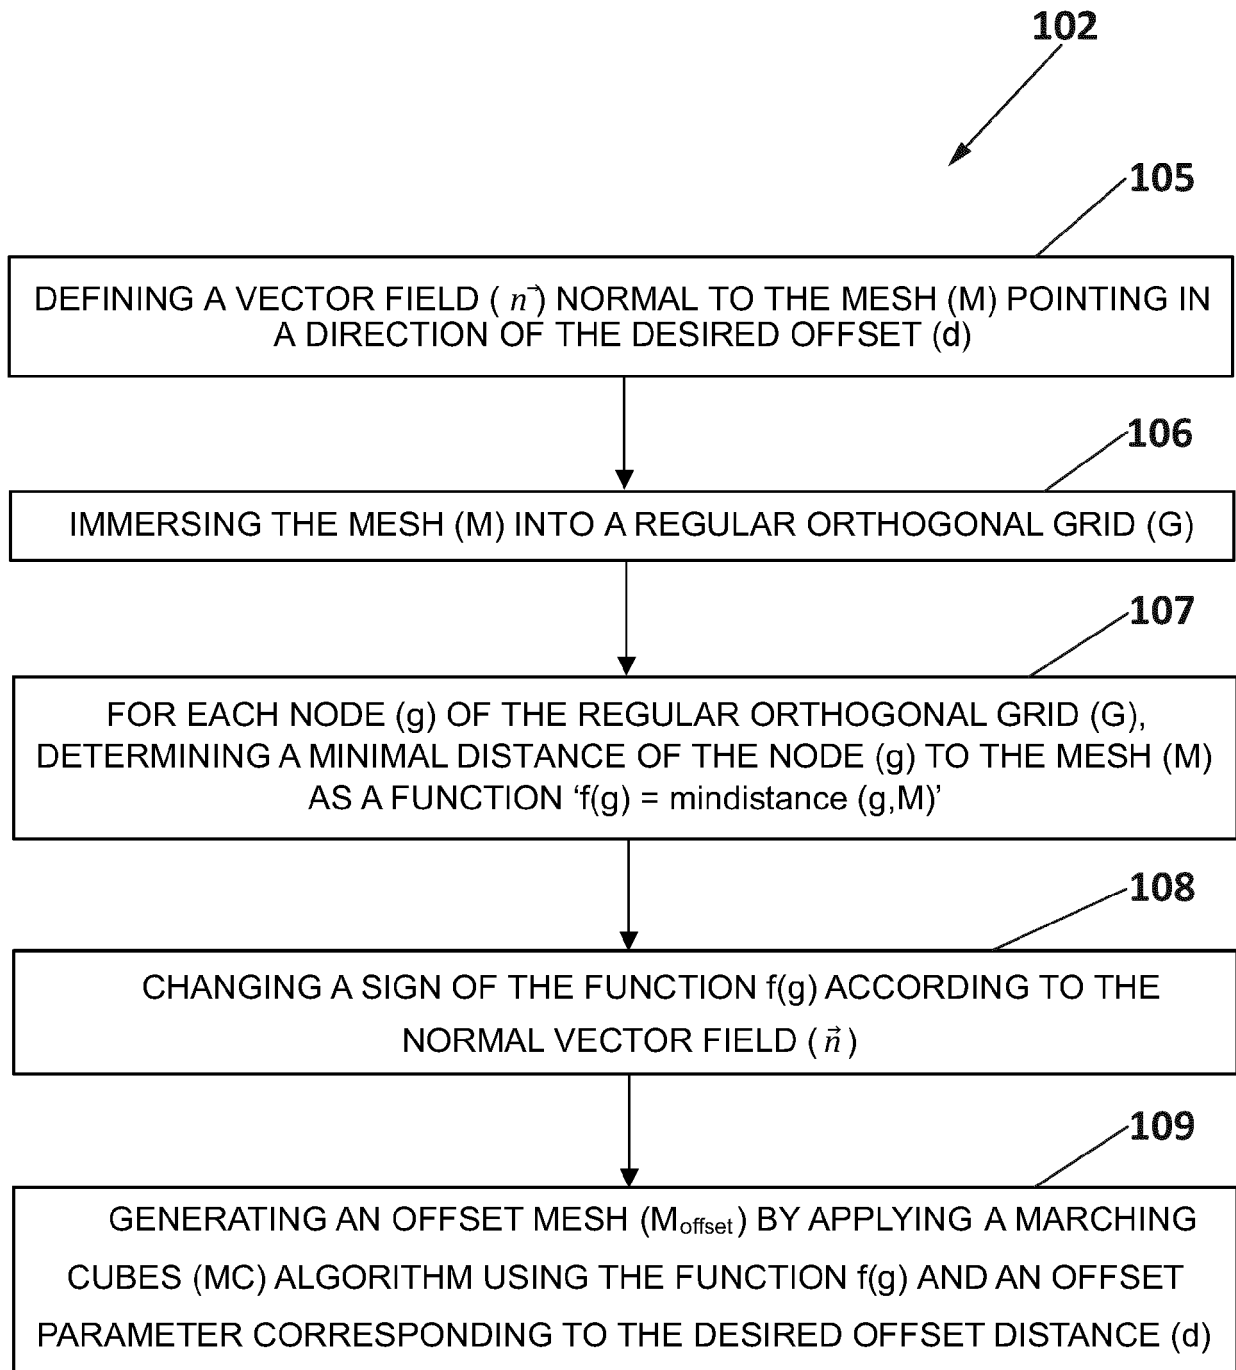 102
105
DEFINING A VECTOR FIELD ( n⃗ ) NORMAL TO THE MESH (M) POINTING IN
A DIRECTION OF THE DESIRED OFFSET (d)
106
IMMERSING THE MESH (M) INTO A REGULAR ORTHOGONAL GRID (G)
107
FOR EACH NODE (g) OF THE REGULAR ORTHOGONAL GRID (G),
DETERMINING A MINIMAL DISTANCE OF THE NODE (g) TO THE MESH (M)
AS A FUNCTION ‘f(g) = mindistance (g,M)’
108
CHANGING A SIGN OF THE FUNCTION f(g) ACCORDING TO THE
NORMAL VECTOR FIELD ( n⃗ )
109
GENERATING AN OFFSET MESH (Moffset) BY APPLYING A MARCHING
CUBES (MC) ALGORITHM USING THE FUNCTION f(g) AND AN OFFSET
PARAMETER CORRESPONDING TO THE DESIRED OFFSET DISTANCE (d)